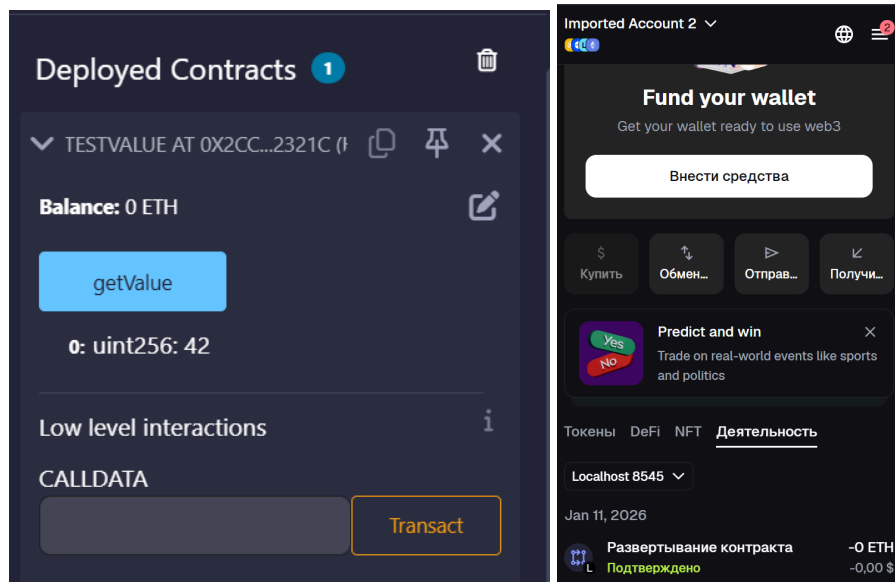 Deployed Contracts 1
TESTVALUE AT 0X2CC...2321C (
Balance: 0 ETH
getValue
0: uint256: 42
Low level interactions
i
CALLDATA
Transact
Imported Account 2
2
Fund your wallet
Get your wallet ready to use web3
Внести средства
$
Купить
Обмен...
Отправ...
Получи...
Yes
No
Predict and win
Trade on real-world events like sports
and politics
Токены DeFi NFT Деятельность
Localhost 8545
Jan 11, 2026
Развертывание контракта -0 ETH
L
Подтверждено -0,00 $